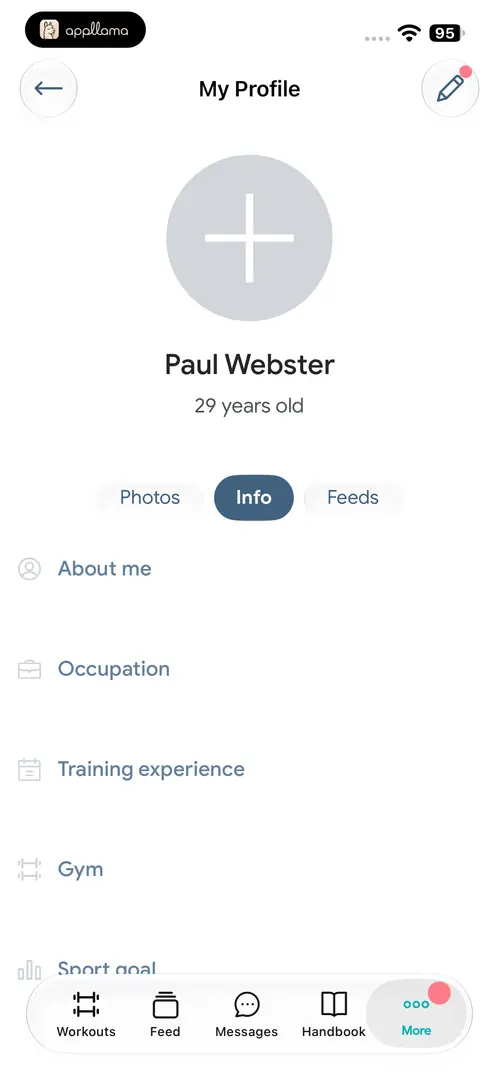 appllama
95
My Profile
Paul Webster
29 years old
Photos Info Feeds
About me
Occupation
Training experience
Gym
Sport goal
Workouts Feed Messages Handbook More